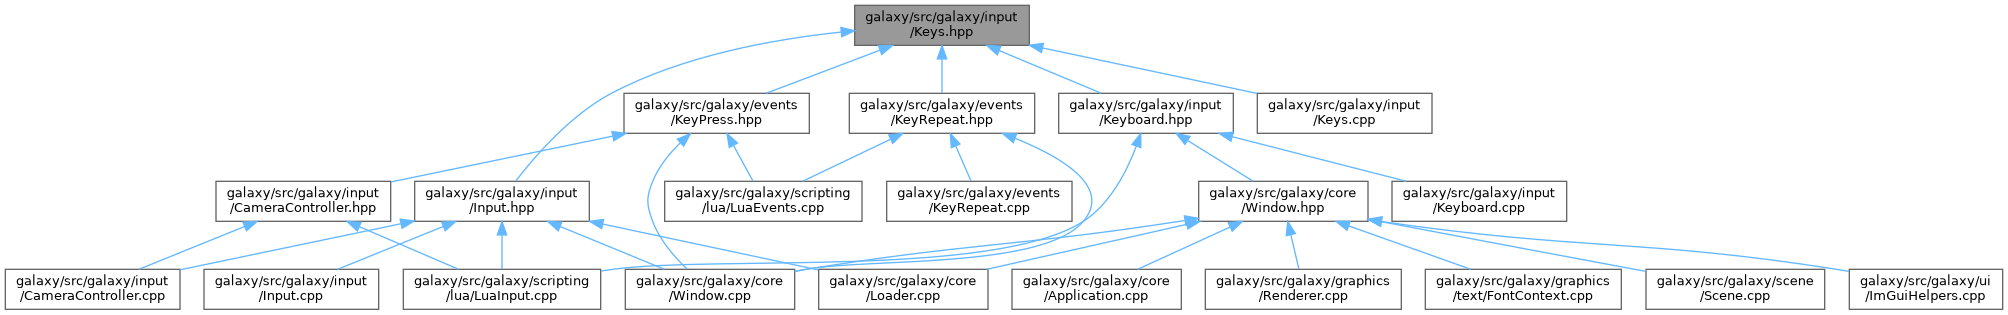 galaxy/src/galaxy/input
/Keys.hpp
galaxy/src/galaxy/events
/KeyPress.hpp
galaxy/src/galaxy/events
/KeyRepeat.hpp
galaxy/src/galaxy/input
/Keyboard.hpp
galaxy/src/galaxy/input
/Keys.cpp
galaxy/src/galaxy/input
/CameraController.hpp
galaxy/src/galaxy/input
/Input.hpp
galaxy/src/galaxy/scripting
/lua/LuaEvents.cpp
galaxy/src/galaxy/events
/KeyRepeat.cpp
galaxy/src/galaxy/core
/Window.hpp
galaxy/src/galaxy/input
/Keyboard.cpp
galaxy/src/galaxy/input
/CameraController.cpp
galaxy/src/galaxy/input
/Input.cpp
galaxy/src/galaxy/scripting
/lua/LuaInput.cpp
galaxy/src/galaxy/core
/Window.cpp
galaxy/src/galaxy/core
/Loader.cpp
galaxy/src/galaxy/core
/Application.cpp
galaxy/src/galaxy/graphics
/Renderer.cpp
galaxy/src/galaxy/graphics
/text/FontContext.cpp
galaxy/src/galaxy/scene
/Scene.cpp
galaxy/src/galaxy/ui
/ImGuiHelpers.cpp